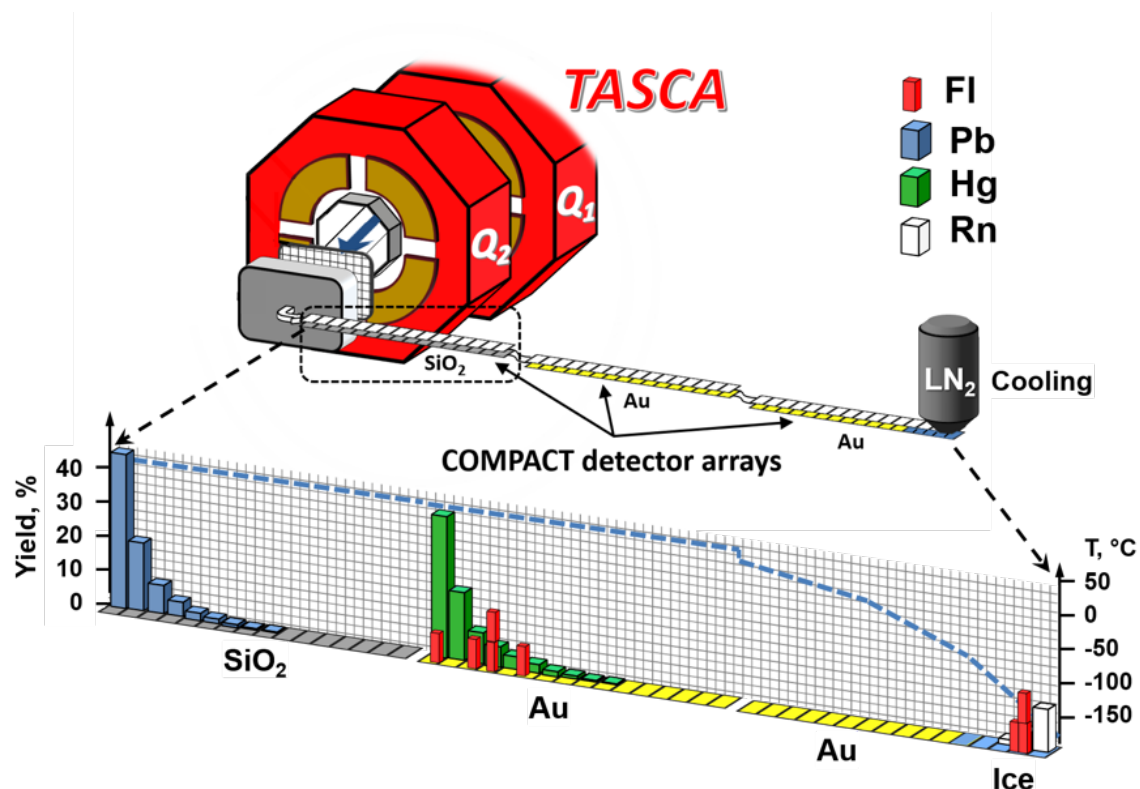 TASCA
Fl
Pb
Hg
Rn
Q₁
Q₂
SiO₂
Au
Au
LN₂
Cooling
COMPACT detector arrays
Yield, %
40
30
20
10
0
T, °C
50
0
-50
-100
-150
SiO₂
Au
Au
Ice